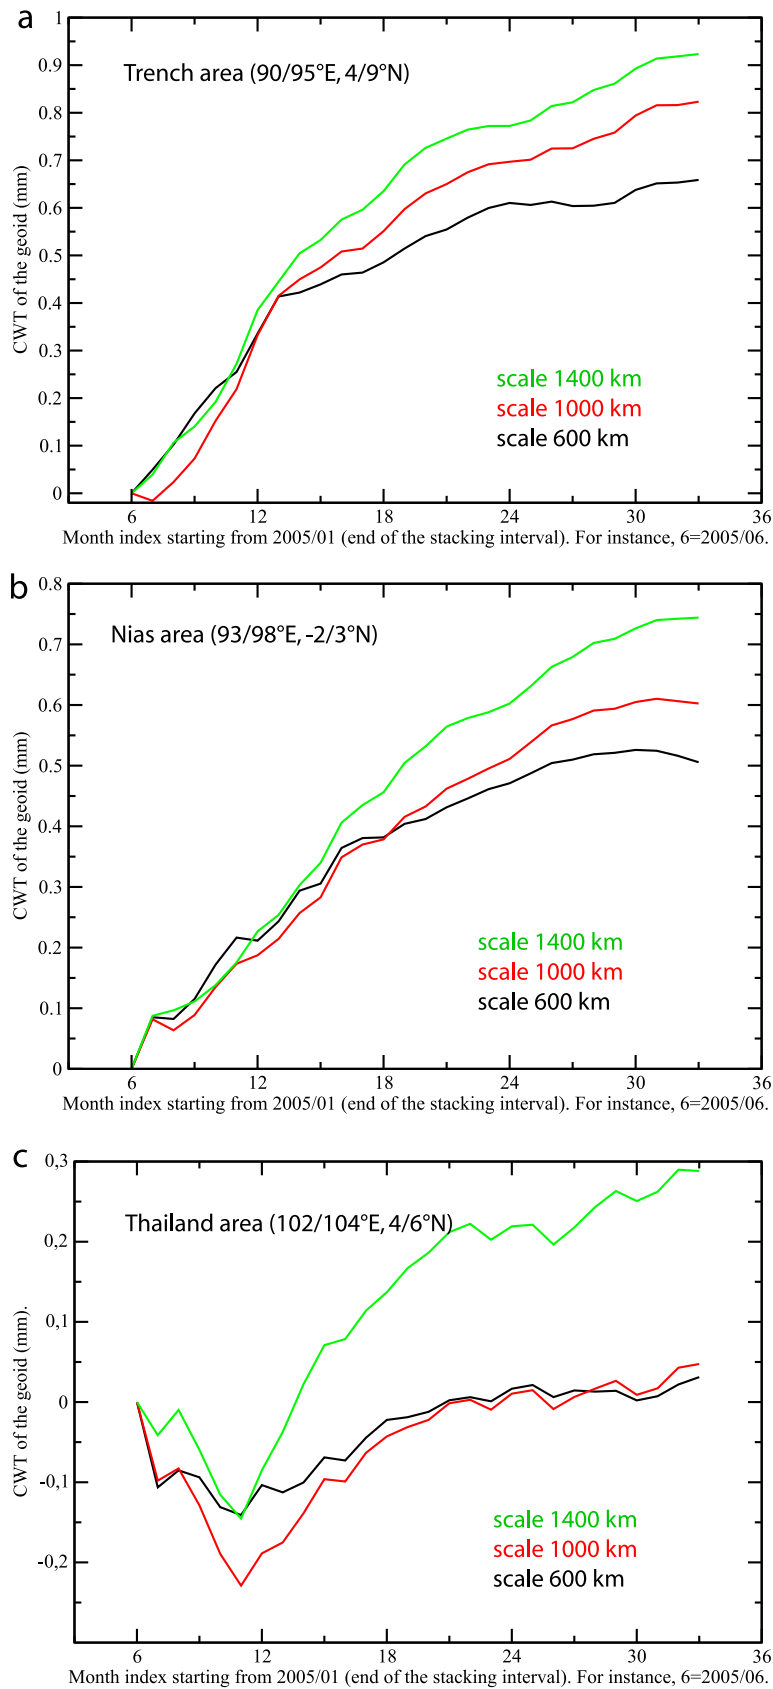 a
1
0.9
0.8
0.7
0.6
0.5
0.4
0.3
0.2
0.1
0
CWT of the geoid (mm)
Trench area (90/95°E, 4/9°N)
scale 1400 km
scale 1000 km
scale 600 km
6 12 18 24 30 36
Month index starting from 2005/01 (end of the stacking interval). For instance, 6=2005/06.
b
0.8
0.7
0.6
0.5
0.4
0.3
0.2
0.1
0
CWT of the geoid (mm)
Nias area (93/98°E, -2/3°N)
scale 1400 km
scale 1000 km
scale 600 km
6 12 18 24 30 36
Month index starting from 2005/01 (end of the stacking interval). For instance, 6=2005/06.
c
0,3
0,2
0,1
0
-0,1
-0,2
CWT of the geoid (mm).
Thailand area (102/104°E, 4/6°N)
scale 1400 km
scale 1000 km
scale 600 km
6 12 18 24 30 36
Month index starting from 2005/01 (end of the stacking interval). For instance, 6=2005/06.